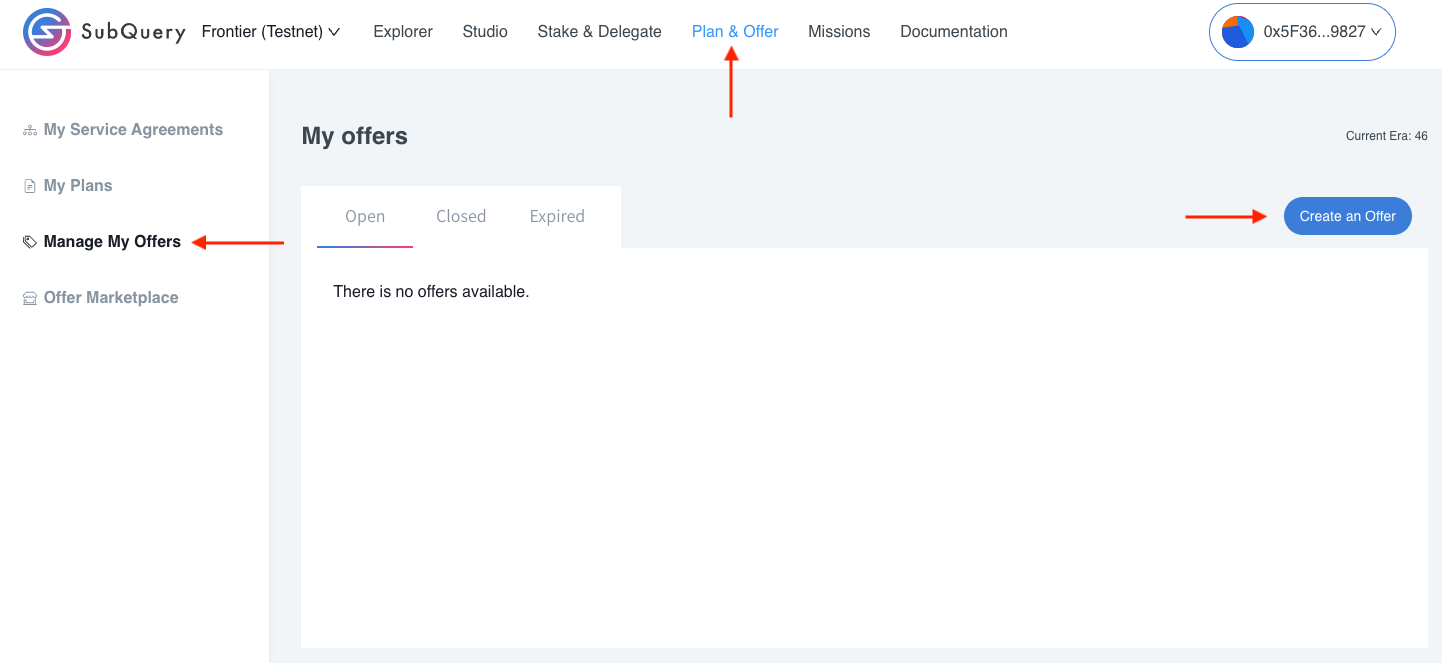 SubQuery Frontier (Testnet) Explorer Studio Stake & Delegate Plan & Offer Missions Documentation 0x5F36...9827
My Service Agreements
My Plans
Manage My Offers
Offer Marketplace
My offers Current Era: 46
Open Closed Expired Create an Offer
There is no offers available.